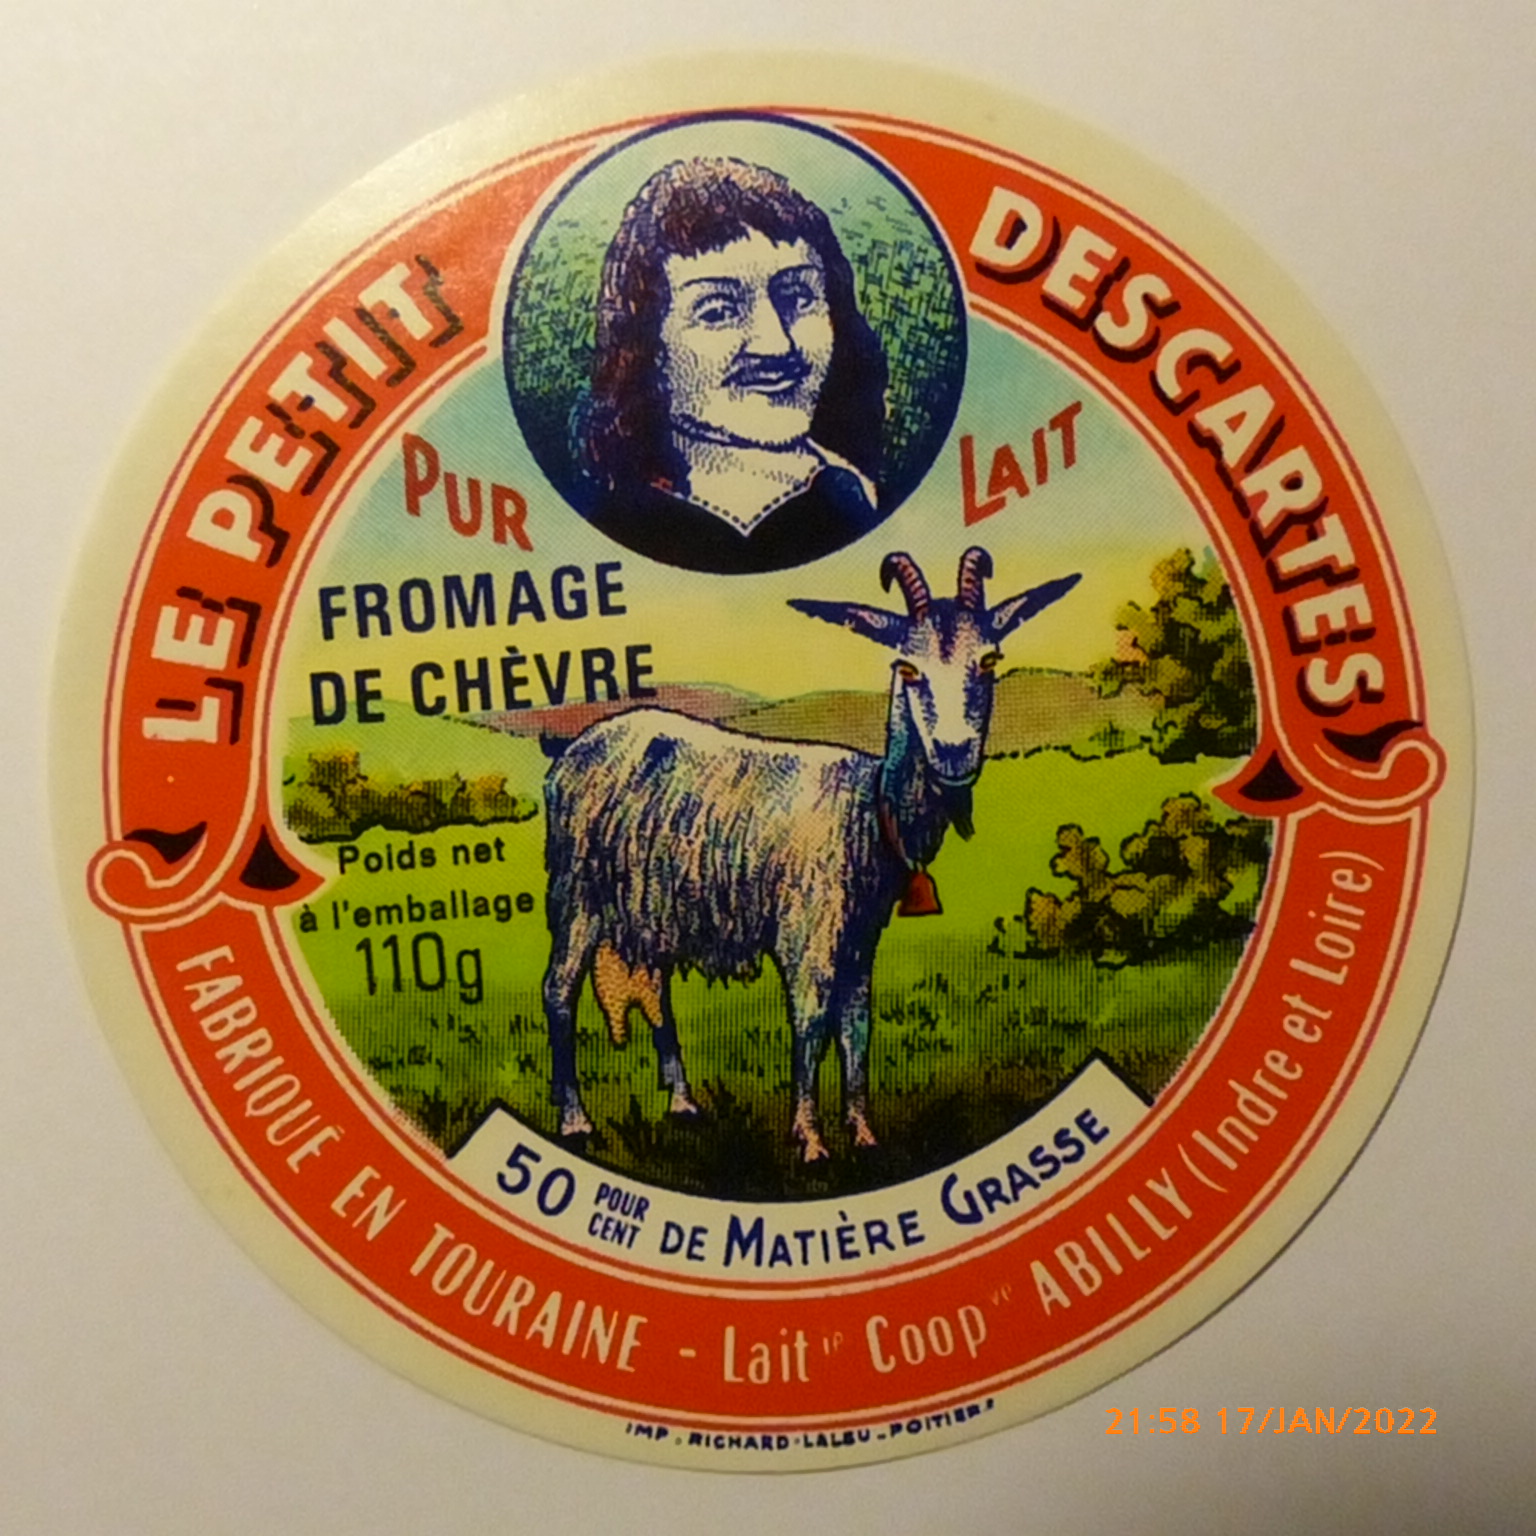 LE PETIT DESCARTES
PUR LAIT
FROMAGE
DE CHÈVRE
Poids net
à l'emballage
110g
50 POUR CENT DE MATIÈRE GRASSE
FABRIQUÉ EN TOURAINE - Lait ie Coop ve ABILLY (Indre et Loire)
IMP. RICHARD-LALEU-POITIERS
21:58 17/JAN/2022